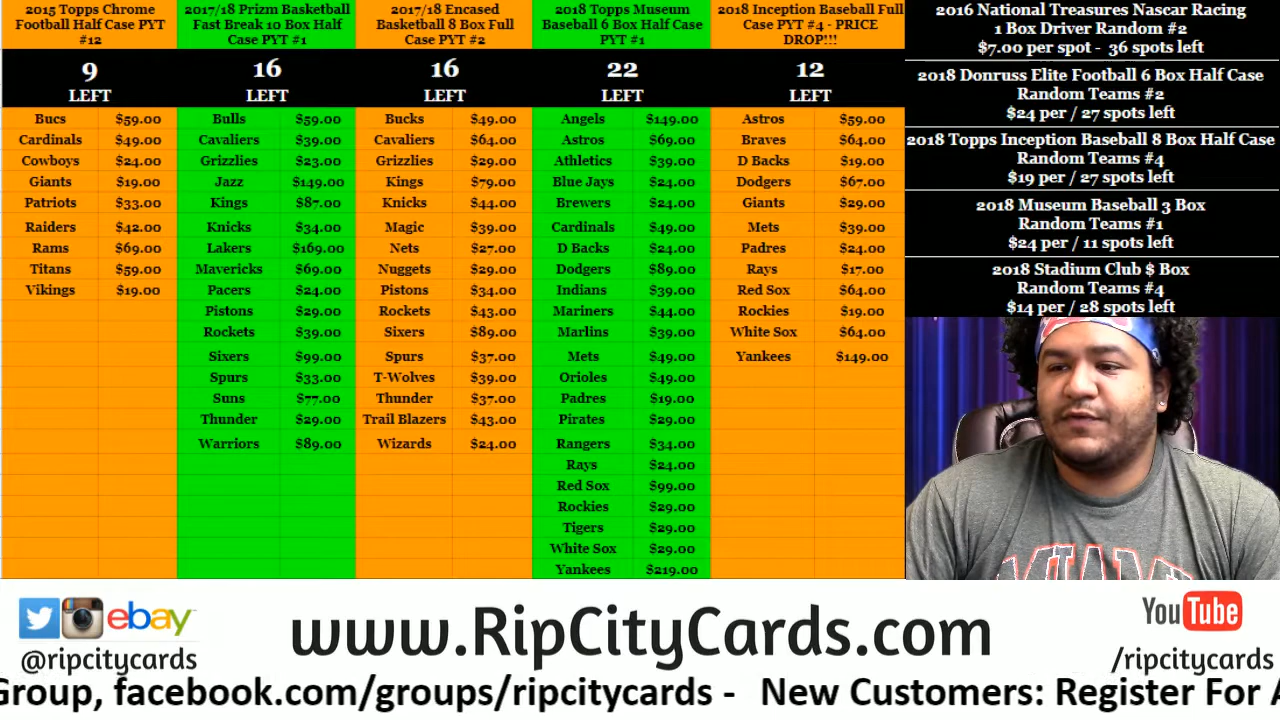 2015 Topps Chrome
Football Half Case PYT
#12
9
LEFT
Bucs $59.00
Cardinals $49.00
Cowboys $24.00
Giants $19.00
Patriots $33.00
Raiders $42.00
Rams $69.00
Titans $59.00
Vikings $19.00
2017/18 Prizm Basketball
Fast Break 10 Box Half
Case PYT #1
16
LEFT
Bulls $59.00
Cavaliers $39.00
Grizzlies $23.00
Jazz $149.00
Kings $87.00
Knicks $34.00
Lakers $169.00
Mavericks $69.00
Pacers $24.00
Pistons $29.00
Rockets $39.00
Sixers $99.00
Spurs $33.00
Suns $77.00
Thunder $29.00
Warriors $89.00
2017/18 Encased
Basketball 8 Box Full
Case PYT #2
16
LEFT
Bucks $49.00
Cavaliers $64.00
Grizzlies $29.00
Kings $79.00
Knicks $44.00
Magic $39.00
Nets $27.00
Nuggets $29.00
Pistons $34.00
Rockets $43.00
Sixers $89.00
Spurs $37.00
T-Wolves $39.00
Thunder $37.00
Trail Blazers $43.00
Wizards $24.00
2018 Topps Museum
Baseball 6 Box Half Case
PYT #1
22
LEFT
Angels $149.00
Astros $69.00
Athletics $39.00
Blue Jays $24.00
Brewers $24.00
Cardinals $49.00
D Backs $24.00
Dodgers $89.00
Indians $39.00
Mariners $44.00
Marlins $39.00
Mets $49.00
Orioles $49.00
Padres $19.00
Pirates $29.00
Rangers $34.00
Rays $24.00
Red Sox $99.00
Rockies $29.00
Tigers $29.00
White Sox $29.00
Yankees $219.00
2018 Inception Baseball Full
Case PYT #4 - PRICE
DROP!!!
12
LEFT
Astros $59.00
Braves $64.00
D Backs $19.00
Dodgers $67.00
Giants $29.00
Mets $39.00
Padres $24.00
Rays $17.00
Red Sox $64.00
Rockies $19.00
White Sox $64.00
Yankees $149.00
2016 National Treasures Nascar Racing
1 Box Driver Random #2
$7.00 per spot - 36 spots left
2018 Donruss Elite Football 6 Box Half Case
Random Teams #2
$24 per / 27 spots left
2018 Topps Inception Baseball 8 Box Half Case
Random Teams #4
$19 per / 27 spots left
2018 Museum Baseball 3 Box
Random Teams #1
$24 per / 11 spots left
2018 Stadium Club $ Box
Random Teams #4
$14 per / 28 spots left
MIAMI
ebay
@ripcitycards
www.RipCityCards.com
YouTube
/ripcitycards
Group, facebook.com/groups/ripcitycards - New Customers: Register For A